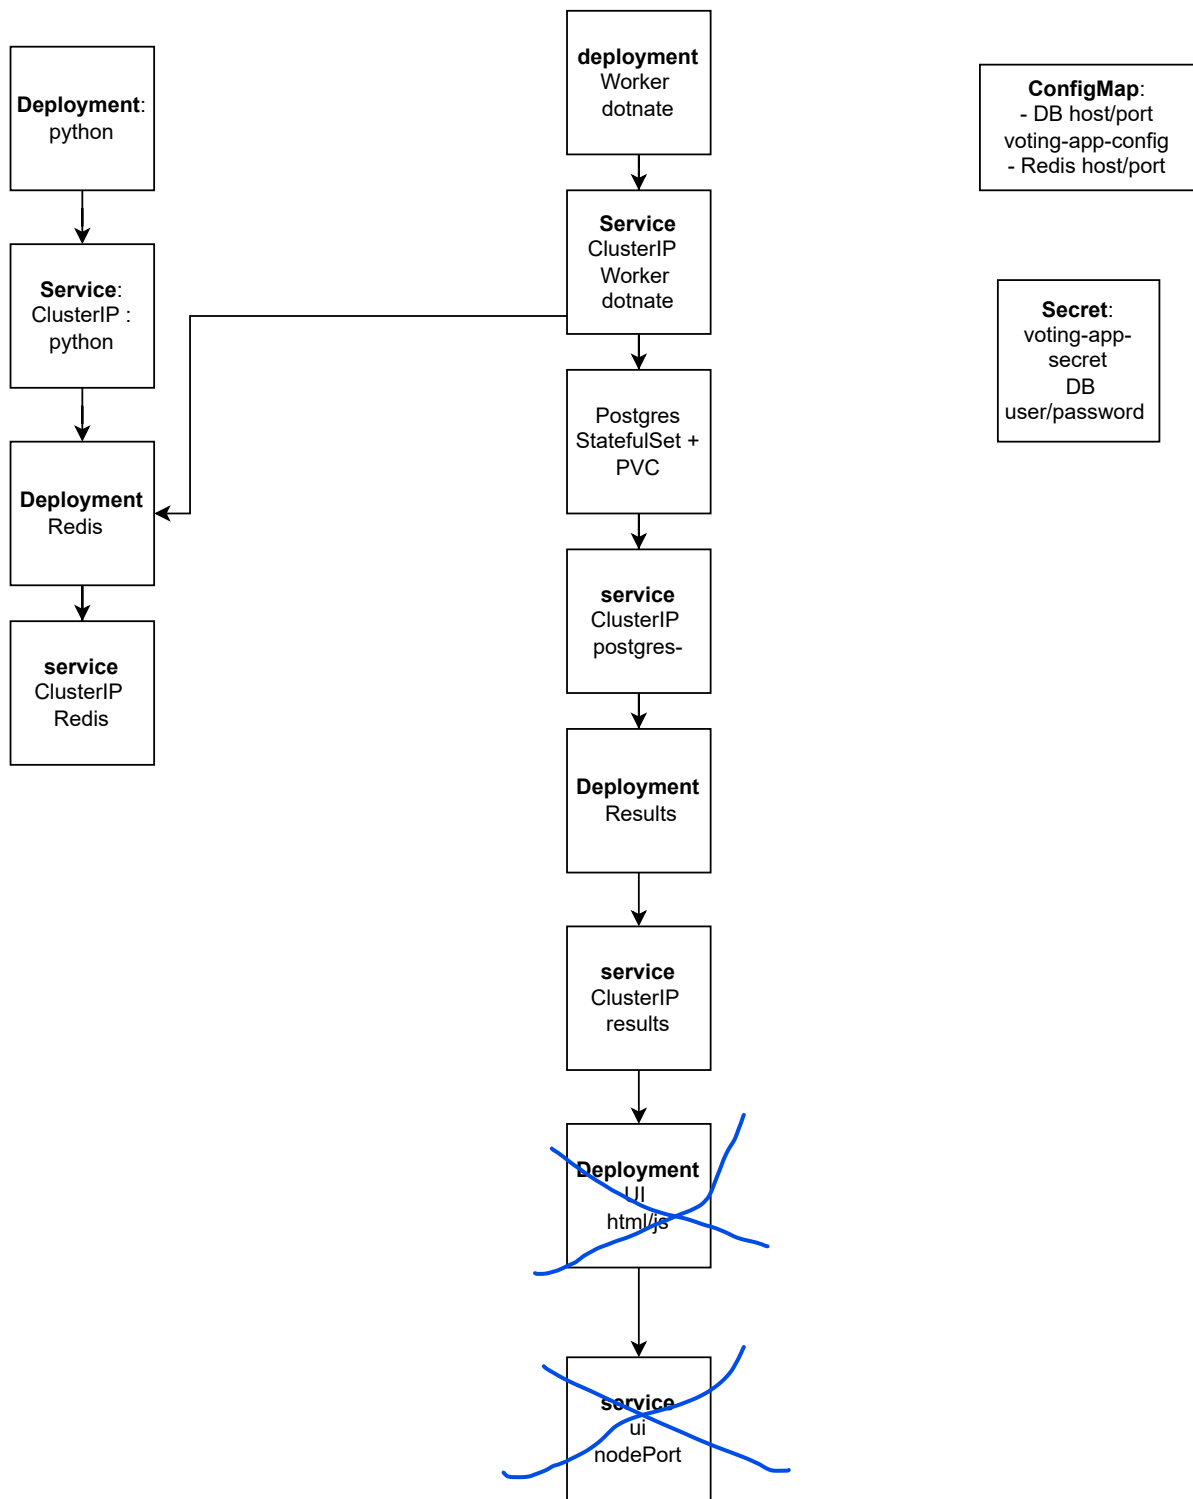 Deployment:
python
Service:
ClusterIP :
python
Deployment
Redis
service
ClusterIP
Redis
deployment
Worker
dotnate
Service
ClusterIP
Worker
dotnate
Postgres
StatefulSet +
PVC
service
ClusterIP
postgres-
Deployment
Results
service
ClusterIP
results
Deployment
UI
html/js
service
ui
nodePort
ConfigMap:
- DB host/port
voting-app-config
- Redis host/port
Secret:
voting-app-
secret
DB
user/password